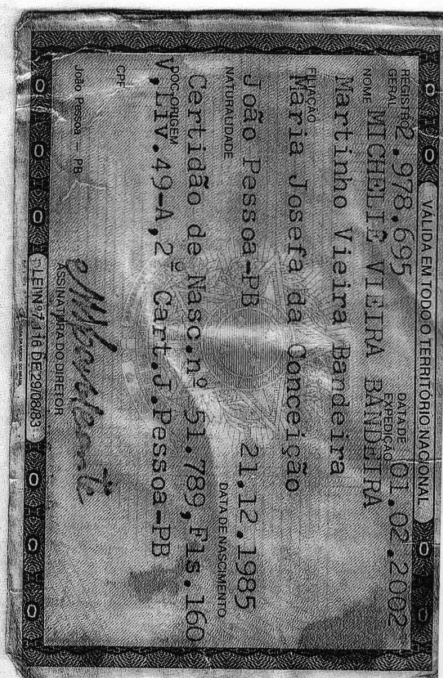 VÁLIDA EM TODO O TERRITÓRIO NACIONAL
REGISTRO GERAL 2.978.695 DATA DE EXPEDIÇÃO 01.02.2002
NOME MICHELIE VIEIRA BANDEIRA
FILIAÇÃO Martinho Vieira Bandeira
Maria Josefa da Conceição
NATURALIDADE João Pessoa-PB DATA DE NASCIMENTO 21.12.1985
DOC. ORIGEM Certidão de Nasc.nº 51.789,Fls.160
V,Liv.49-A,2º Cart.J.Pessoa-PB
CPF
João Pessoa - PB
ASSINATURA DO DIRETOR
LEI Nº 7.116 DE 29/08/83